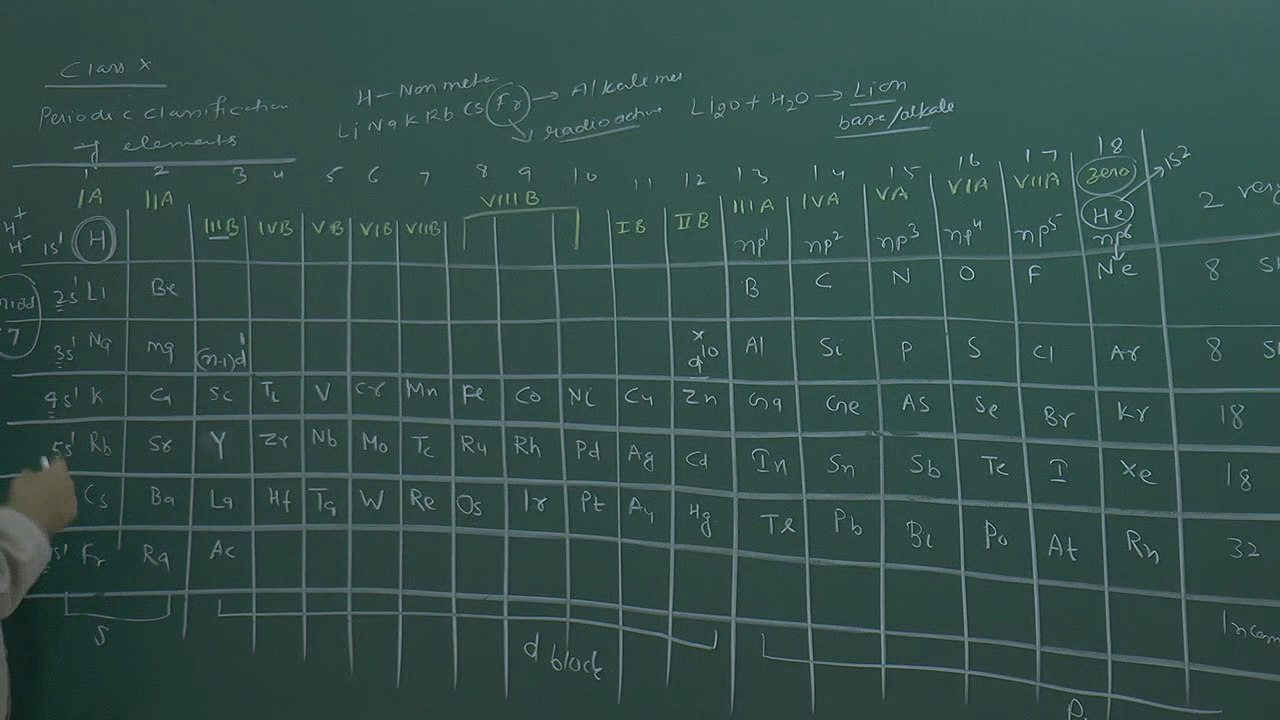 Class X
Periodic classification
of elements
H-Nonmeta
Li Na K Rb Cs Fr → Alkale met
radioactive
Li2O + H2O → LiOH
base/alkale
1 2 3 4 5 6 7 8 9 10 11 12 13 14 15 16 17 18
IA IIA IIIB IVB VB VIB VIIB VIIIB IB IIB IIIA IVA VA VIA VIIA Zero 1s²
H+
H-
1s¹ H np¹ np² np³ np⁴ np⁵ He np⁶ 2
2s¹ Li Be B C N O F Ne 8
7
3s¹ Na mg (n-1)d¹ x d¹⁰ Al Si P S Cl Ar 8
4s¹ K Ca Sc Ti V Cr Mn Fe Co Ni Cu Zn Ga Ge AS Se Br Kr 18
5s¹ Rb Sr Y Zr Nb Mo Tc Ru Rh Pd Ag Cd In Sn Sb Te I Xe 18
Cs Ba La Hf Ta W Re Os Ir Pt Au Hg Tl Pb Bi Po At Rn 32
s¹ Fr Ra Ac
Incom
s d block P